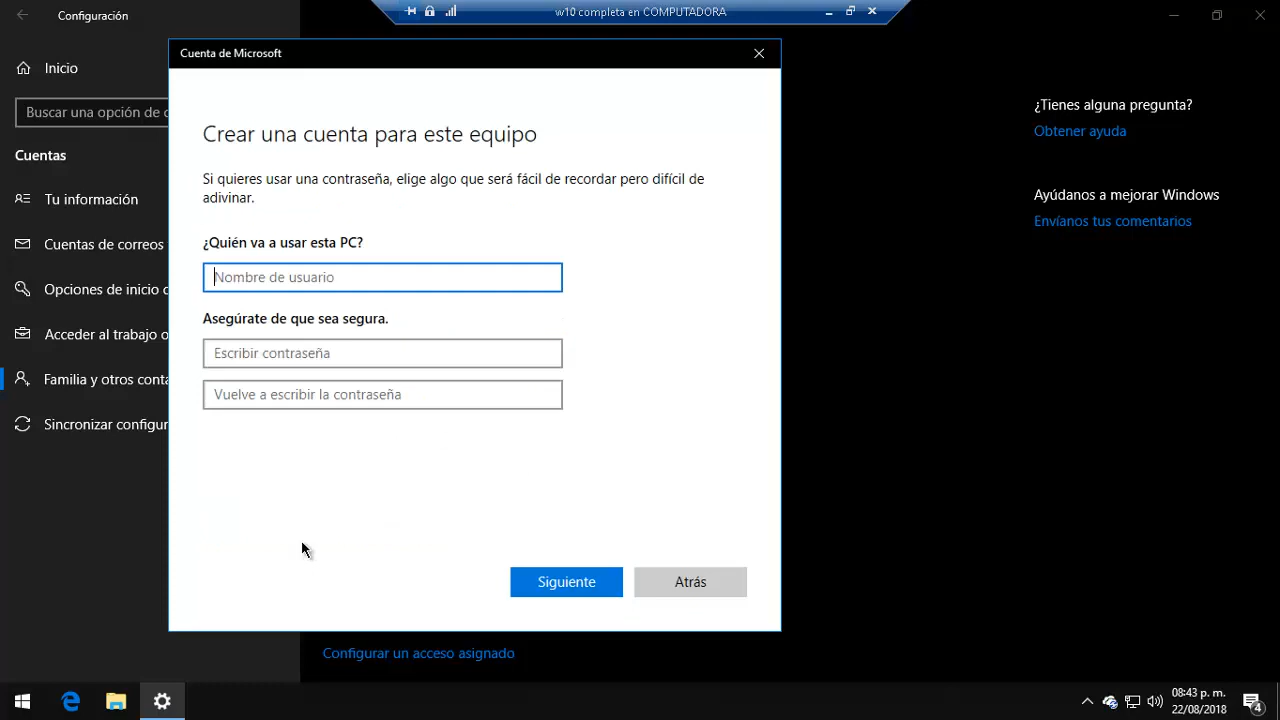 Configuración
w10 completa en COMPUTADORA
Inicio
Buscar una opción de c
Cuentas
Tu información
Cuentas de correos
Opciones de inicio d
Acceder al trabajo o
Familia y otros conta
Sincronizar configur
Cuenta de Microsoft
Crear una cuenta para este equipo
Si quieres usar una contraseña, elige algo que será fácil de recordar pero difícil de
adivinar.
¿Quién va a usar esta PC?
Nombre de usuario
Asegúrate de que sea segura.
Escribir contraseña
Vuelve a escribir la contraseña
Siguiente
Atrás
Configurar un acceso asignado
¿Tienes alguna pregunta?
Obtener ayuda
Ayúdanos a mejorar Windows
Envíanos tus comentarios
08:43 p. m.
22/08/2018
4